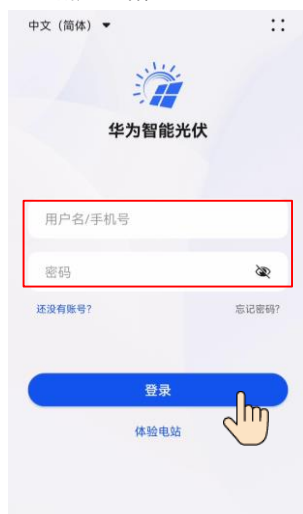 中文（简体）
华为智能光伏
用户名/手机号
密码
还没有账号?
忘记密码?
登录
体验电站